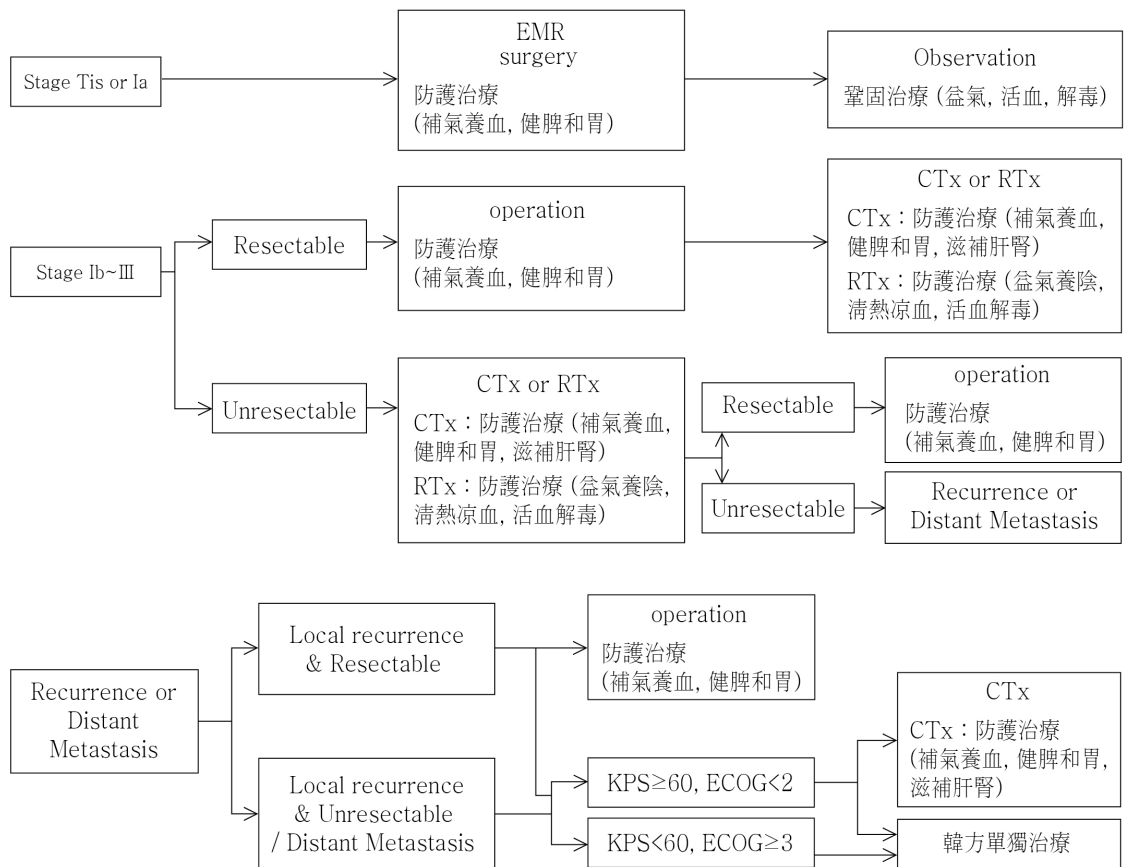 Stage Tis or Ia
EMR
surgery
防護治療
(補氣養血, 健脾和胃)
Observation
鞏固治療 (益氣, 活血, 解毒)
Stage Ib~Ⅲ
Resectable
operation
防護治療
(補氣養血, 健脾和胃)
CTx or RTx
CTx：防護治療 (補氣養血,
健脾和胃, 滋補肝腎)
RTx：防護治療 (益氣養陰,
淸熱凉血, 活血解毒)
Unresectable
CTx or RTx
CTx：防護治療 (補氣養血,
健脾和胃, 滋補肝腎)
RTx：防護治療 (益氣養陰,
淸熱凉血, 活血解毒)
Resectable
operation
防護治療
(補氣養血, 健脾和胃)
Unresectable
Recurrence or
Distant Metastasis
Recurrence or
Distant
Metastasis
Local recurrence
& Resectable
operation
防護治療
(補氣養血, 健脾和胃)
Local recurrence
& Unresectable
/ Distant Metastasis
KPS≥60, ECOG<2
KPS<60, ECOG≥3
CTx
CTx：防護治療
(補氣養血, 健脾和胃,
滋補肝腎)
韓方單獨治療